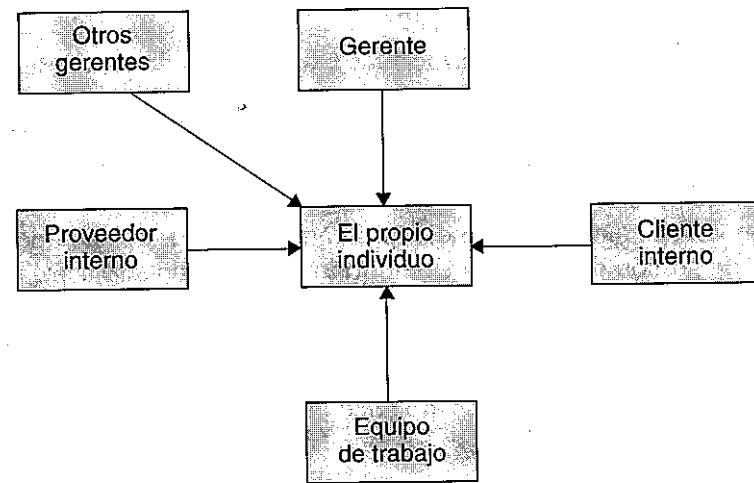 Otros
gerentes
Gerente
Proveedor
interno
El propio
individuo
Cliente
interno
Equipo
de trabajo